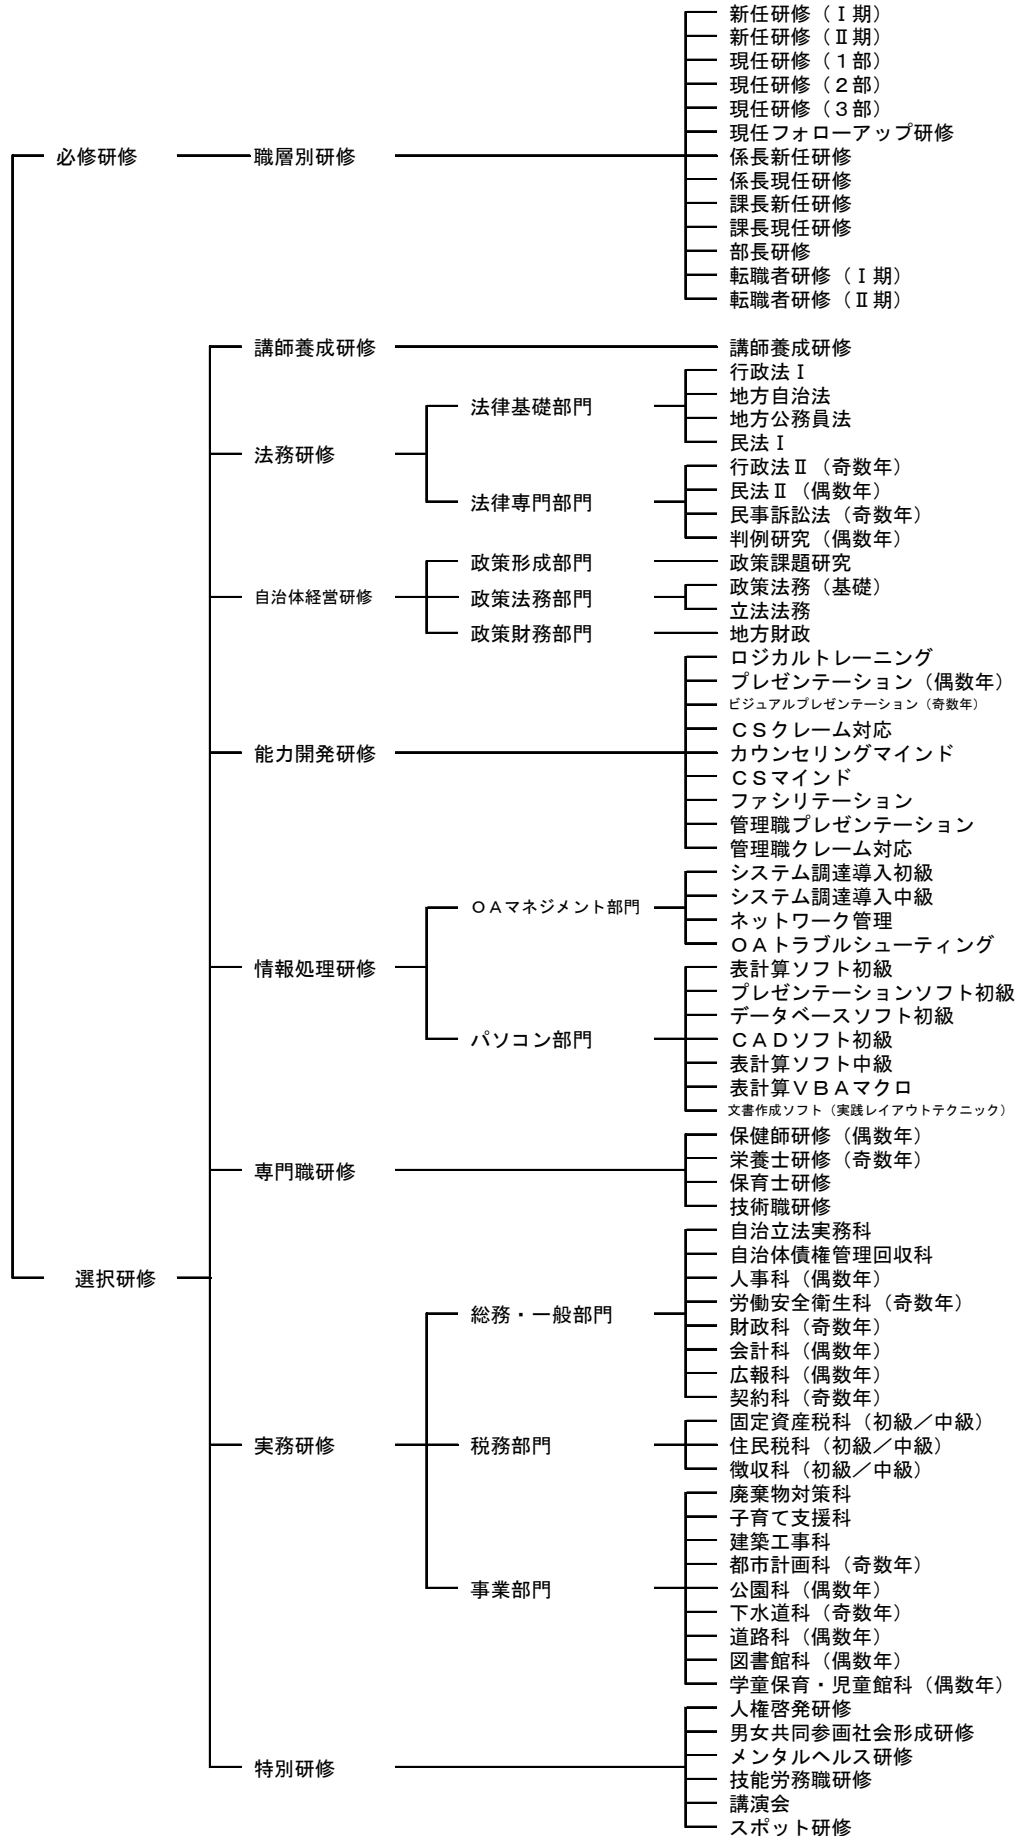 新任研修（Ⅰ期）
新任研修（Ⅱ期）
現任研修（１部）
現任研修（２部）
現任研修（３部）
現任フォローアップ研修
必修研修 職層別研修 係長新任研修
係長現任研修
課長新任研修
課長現任研修
部長研修
転職者研修（Ⅰ期）
転職者研修（Ⅱ期）
講師養成研修 講師養成研修
行政法Ⅰ
法律基礎部門 地方自治法
地方公務員法
民法Ⅰ
法務研修
行政法Ⅱ（奇数年）
民法Ⅱ（偶数年）
法律専門部門 民事訴訟法（奇数年）
判例研究（偶数年）
政策形成部門 政策課題研究
自治体経営研修 政策法務部門 政策法務（基礎）
立法法務
政策財務部門 地方財政
ロジカルトレーニング
プレゼンテーション（偶数年）
ビジュアルプレゼンテーション（奇数年）
ＣＳクレーム対応
能力開発研修 カウンセリングマインド
ＣＳマインド
ファシリテーション
管理職プレゼンテーション
管理職クレーム対応
システム調達導入初級
システム調達導入中級
ＯＡマネジメント部門 ネットワーク管理
ＯＡトラブルシューティング
情報処理研修 表計算ソフト初級
プレゼンテーションソフト初級
データベースソフト初級
パソコン部門 ＣＡＤソフト初級
表計算ソフト中級
表計算ＶＢＡマクロ
文書作成ソフト（実践レイアウトテクニック）
保健師研修（偶数年）
栄養士研修（奇数年）
専門職研修 保育士研修
技術職研修
自治立法実務科
自治体債権管理回収科
選択研修 人事科（偶数年）
労働安全衛生科（奇数年）
総務・一般部門 財政科（奇数年）
会計科（偶数年）
広報科（偶数年）
契約科（奇数年）
固定資産税科（初級／中級）
実務研修 税務部門 住民税科（初級／中級）
徴収科（初級／中級）
廃棄物対策科
子育て支援科
建築工事科
都市計画科（奇数年）
事業部門 公園科（偶数年）
下水道科（奇数年）
道路科（偶数年）
図書館科（偶数年）
学童保育・児童館科（偶数年）
人権啓発研修
男女共同参画社会形成研修
特別研修 メンタルヘルス研修
技能労務職研修
講演会
スポット研修